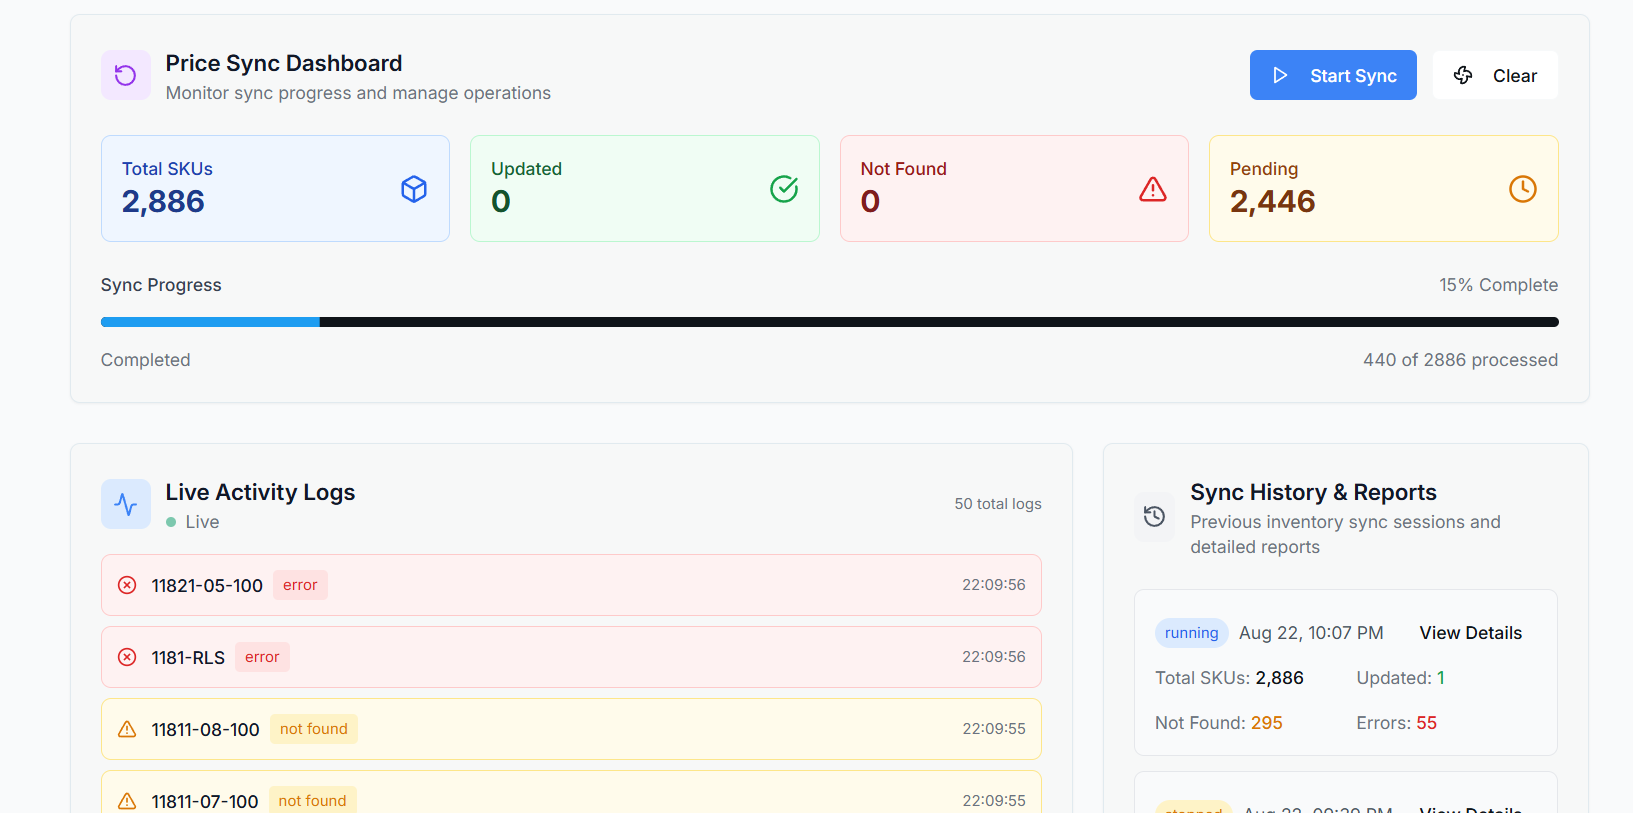 Price Sync Dashboard
Monitor sync progress and manage operations
Start Sync
Clear
Total SKUs
2,886
Updated
0
Not Found
0
Pending
2,446
Sync Progress
15% Complete
Completed
440 of 2886 processed
Live Activity Logs
Live
50 total logs
11821-05-100 error 22:09:56
1181-RLS error 22:09:56
11811-08-100 not found 22:09:55
11811-07-100 not found 22:09:55
Sync History & Reports
Previous inventory sync sessions and
detailed reports
running Aug 22, 10:07 PM View Details
Total SKUs: 2,886 Updated: 1
Not Found: 295 Errors: 55
stopped Aug 22, View Details